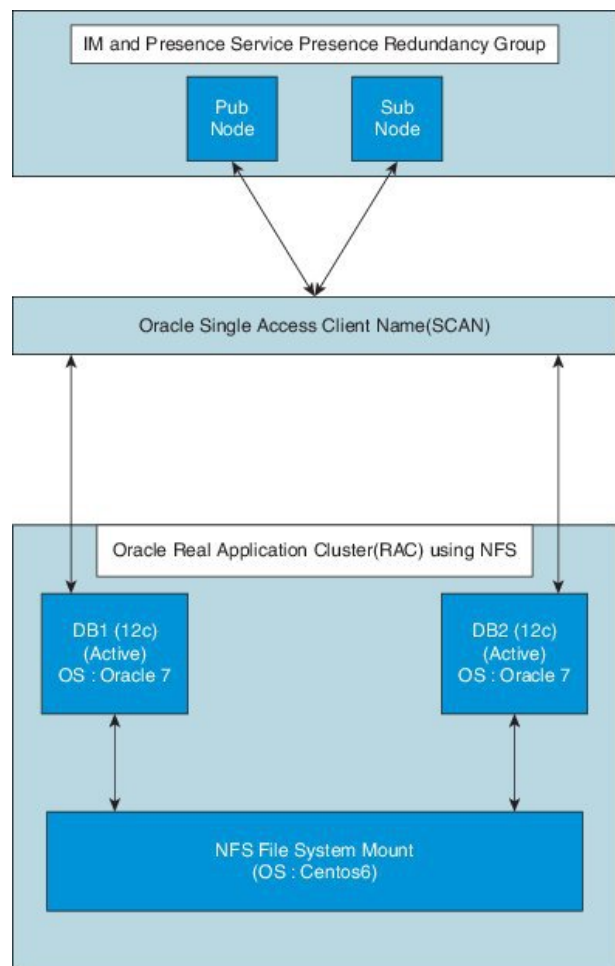 IM and Presence Service Presence Redundancy Group
Pub
Node
Sub
Node
Oracle Single Access Client Name(SCAN)
Oracle Real Application Cluster(RAC) using NFS
DB1 (12c)
(Active)
OS : Oracle 7
DB2 (12c)
(Active)
OS : Oracle 7
NFS File System Mount
(OS : Centos6)